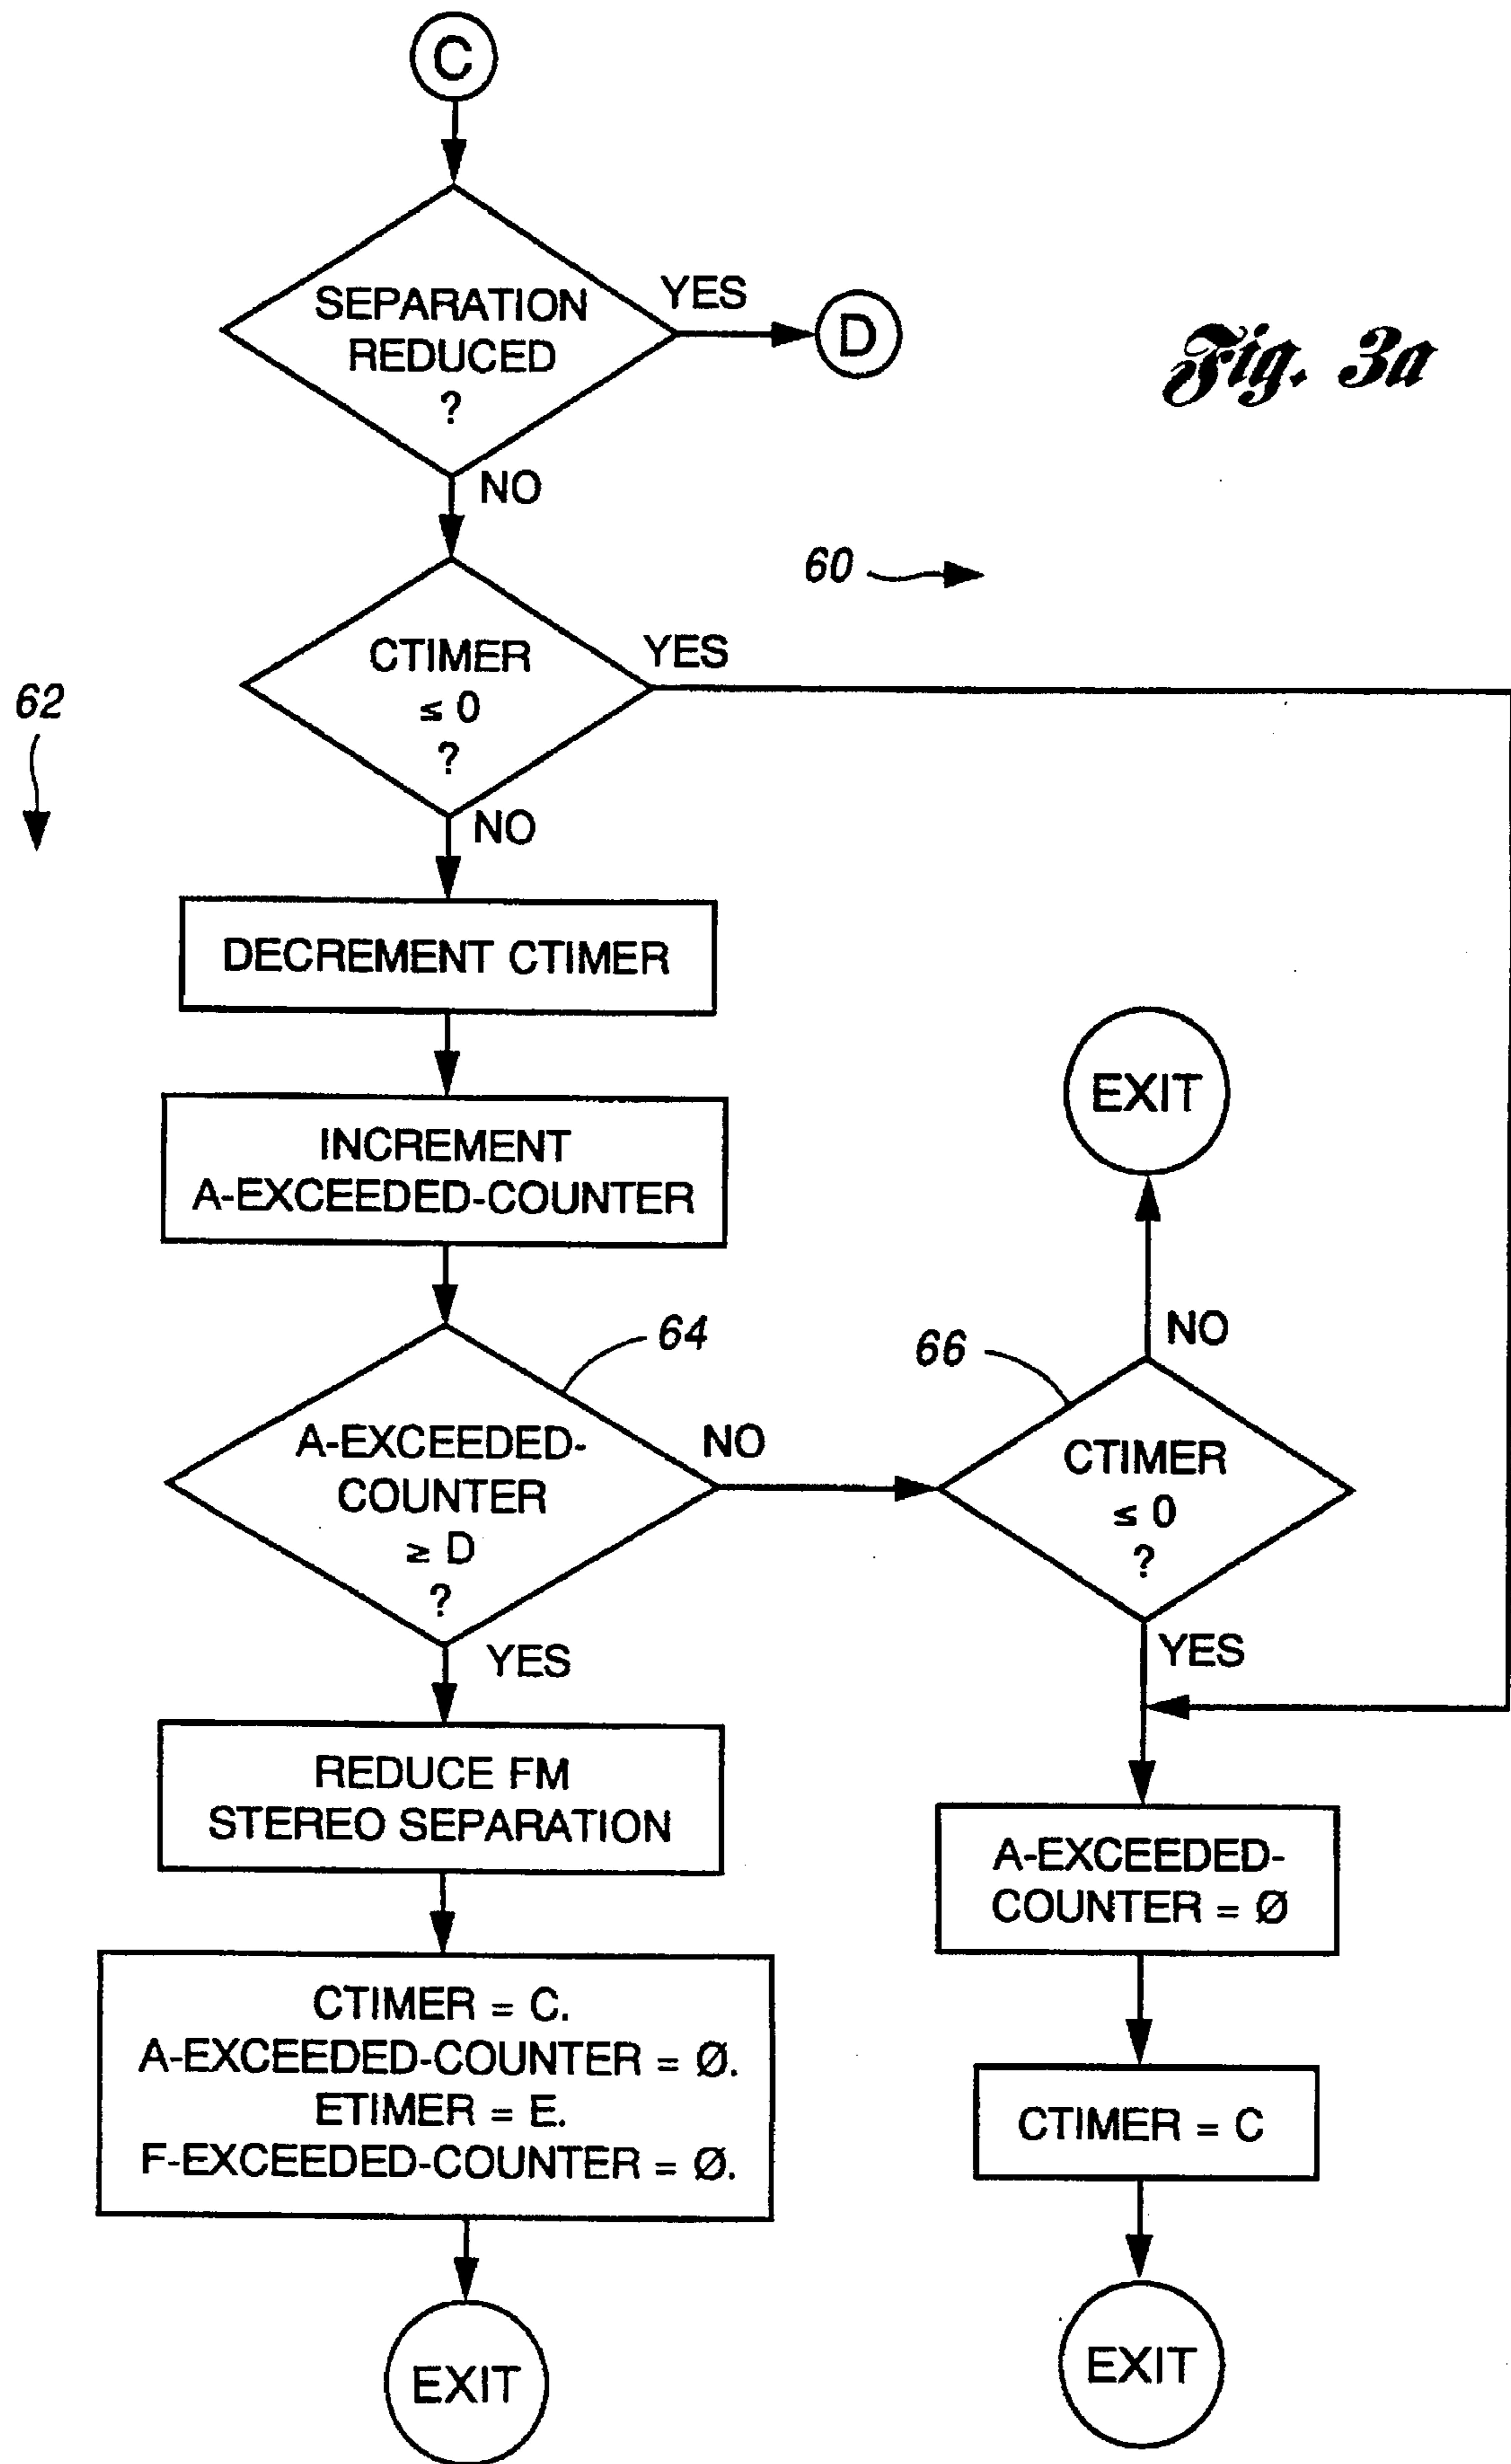 C
SEPARATION
REDUCED
?
YES
D
Fig. 3a
NO
60
CTIMER
≤ 0
?
YES
62
NO
DECREMENT CTIMER
INCREMENT
A-EXCEEDED-COUNTER
EXIT
64
A-EXCEEDED-
COUNTER
≥ D
?
NO
66
NO
CTIMER
≤ 0
?
YES
YES
REDUCE FM
STEREO SEPARATION
A-EXCEEDED-
COUNTER = Ø
CTIMER = C.
A-EXCEEDED-COUNTER = Ø.
ETIMER = E.
F-EXCEEDED-COUNTER = Ø.
CTIMER = C
EXIT
EXIT